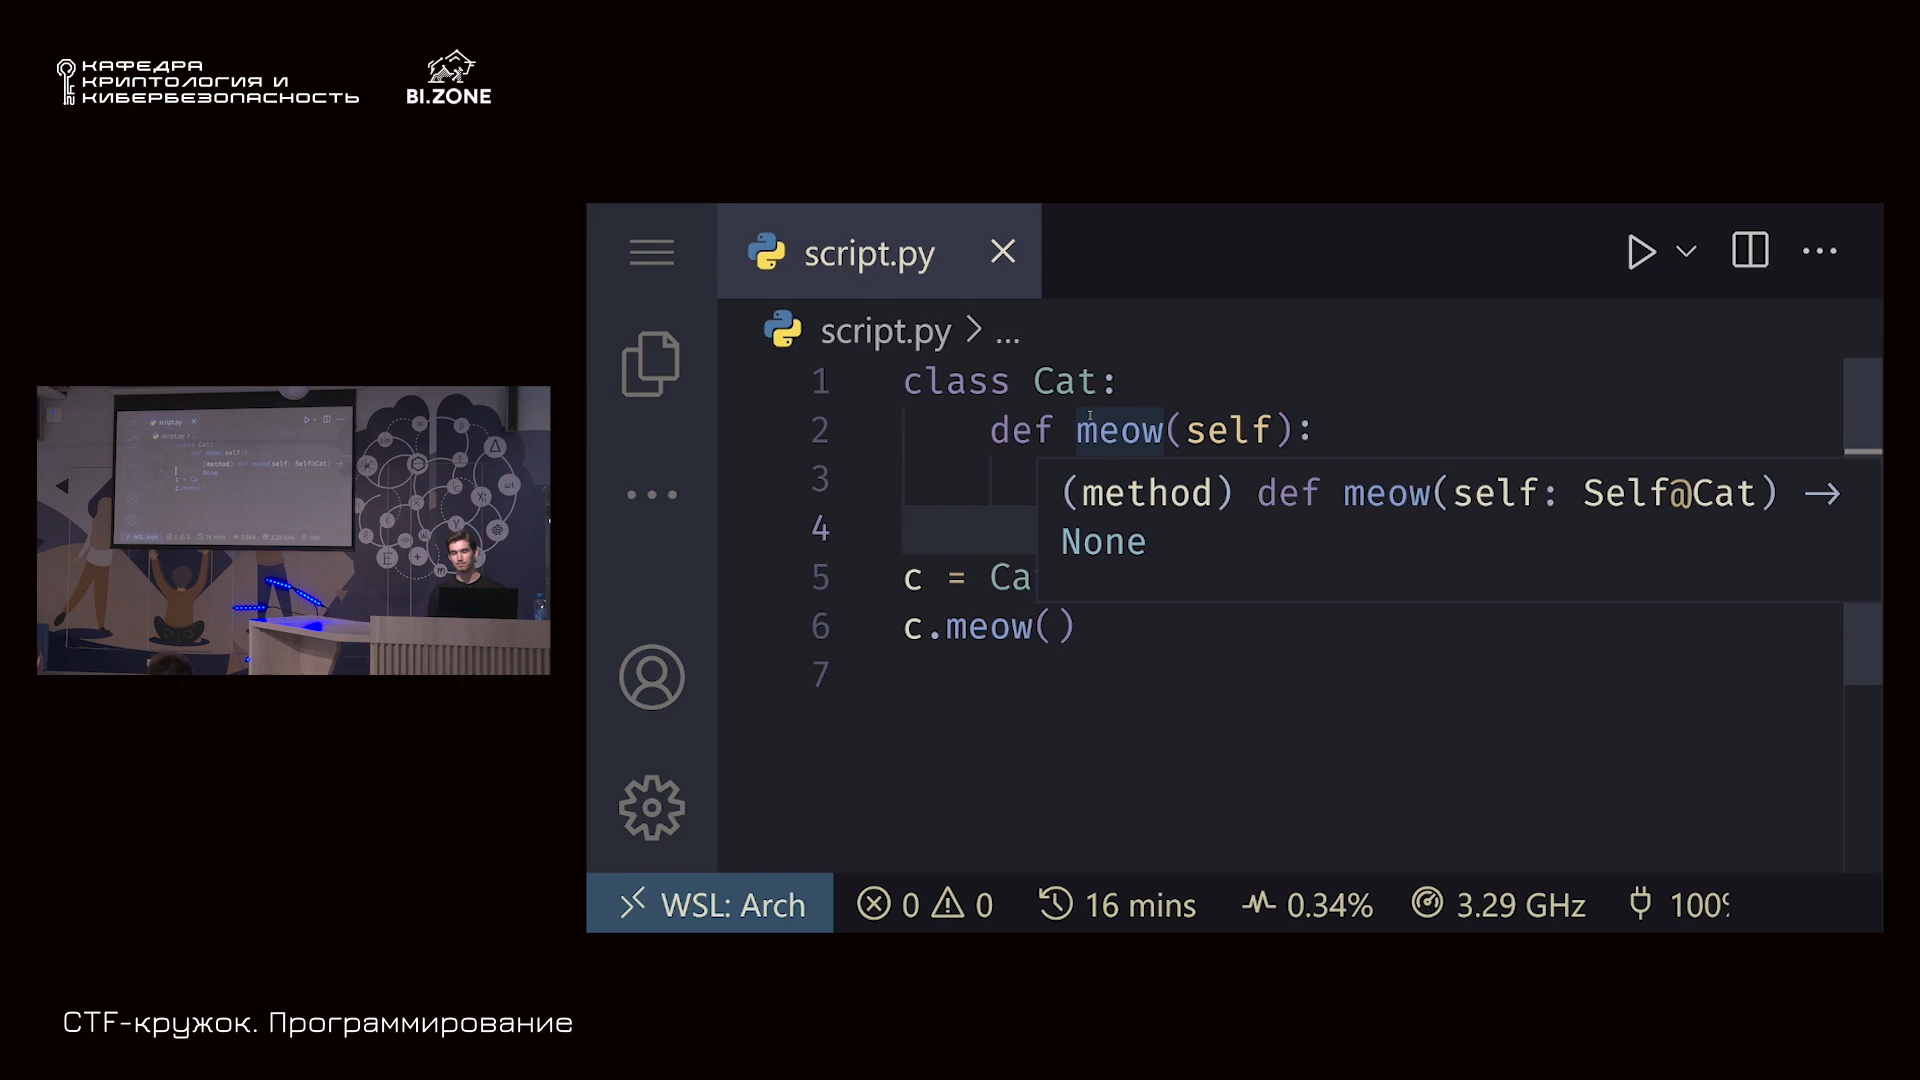 КАФЕДРА
КРИПТОЛОГИЯ И
КИБЕРБЕЗОПАСНОСТЬ
BI.ZONE
script.py
script.py > ...
1 class Cat:
2 def meow(self):
3
4
5 c = Ca
6 c.meow()
7
(method) def meow(self: Self@Cat) →
None
WSL: Arch 0 0 16 mins 0.34% 3.29 GHz 100%
CTF-кружок. Программирование